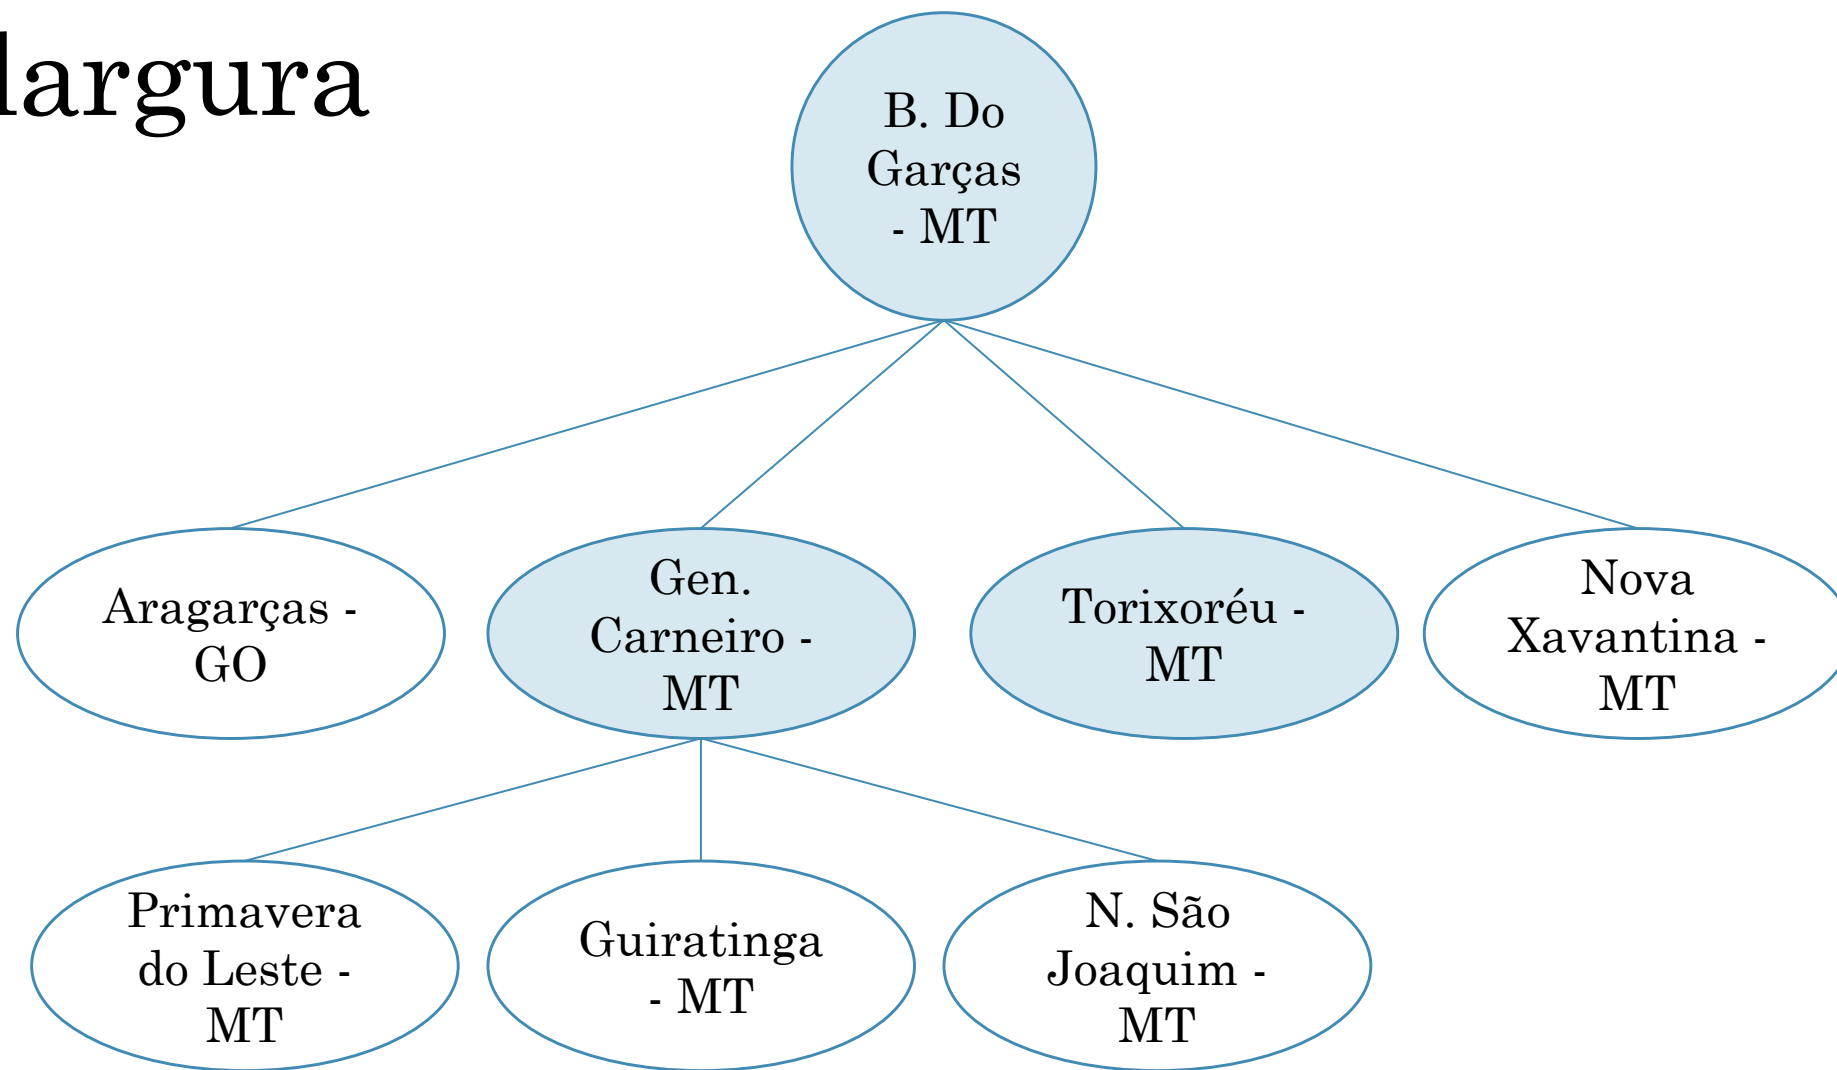 largura
B. Do
Garças
- MT
Aragarças -
GO
Gen.
Carneiro -
MT
Torixoréu -
MT
Nova
Xavantina -
MT
Primavera
do Leste -
MT
Guiratinga
- MT
N. São
Joaquim -
MT